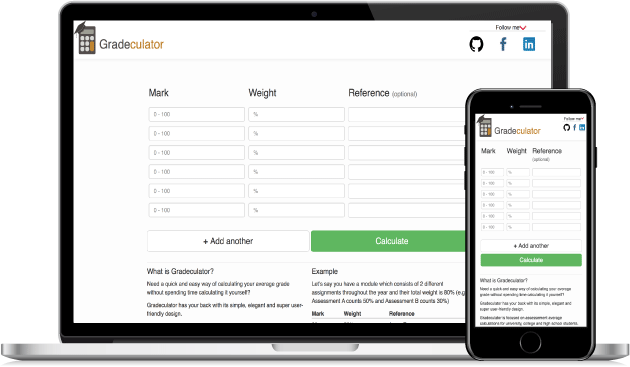 Follow me
Gradeculator
Mark Weight Reference (optional)
0 - 100 %
0 - 100 %
0 - 100 %
0 - 100 %
0 - 100 %
0 - 100 %
+ Add another Calculate
What is Gradeculator?
Need a quick and easy way of calculating your average grade
without spending time calculating it yourself?
Gradeculator has your back with its simple, elegant and super user-
friendly design.
Example
Let's say you have a module which consists of 2 different
assignments throughout the year and their total weight is 80% (e.g
Assessment A counts 50% and Assessment B counts 30%)
Mark Weight Reference
Follow me
Gradeculator
Mark Weight Reference
(optional)
0 - 100 %
0 - 100 %
0 - 100 %
0 - 100 %
0 - 100 %
0 - 100 %
+ Add another
Calculate
What is Gradeculator?
Need a quick and easy way of calculating your average
grade without spending time calculating it yourself?
Gradeculator has your back with its simple, elegant and
super user-friendly design.
Gradeculator is focused on assessment average
calculations for university, college and high school students